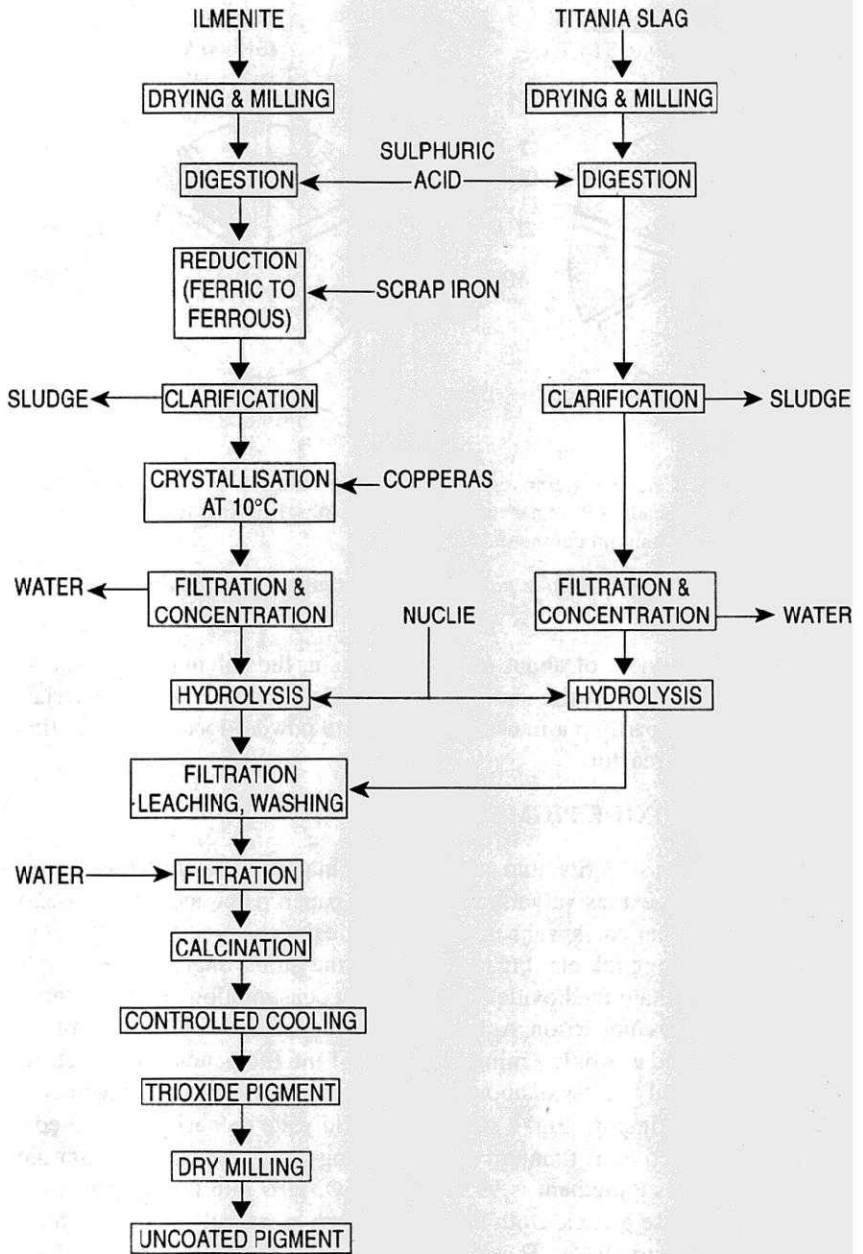 ILMENITE
TITANIA SLAG
DRYING & MILLING
DRYING & MILLING
SULPHURIC
ACID
DIGESTION
DIGESTION
REDUCTION
(FERRIC TO
FERROUS)
SCRAP IRON
SLUDGE
CLARIFICATION
CLARIFICATION
SLUDGE
CRYSTALLISATION
AT 10°C
COPPERAS
WATER
FILTRATION &
CONCENTRATION
NUCLIE
FILTRATION &
CONCENTRATION
WATER
HYDROLYSIS
HYDROLYSIS
FILTRATION
LEACHING, WASHING
WATER
FILTRATION
CALCINATION
CONTROLLED COOLING
TRIOXIDE PIGMENT
DRY MILLING
UNCOATED PIGMENT